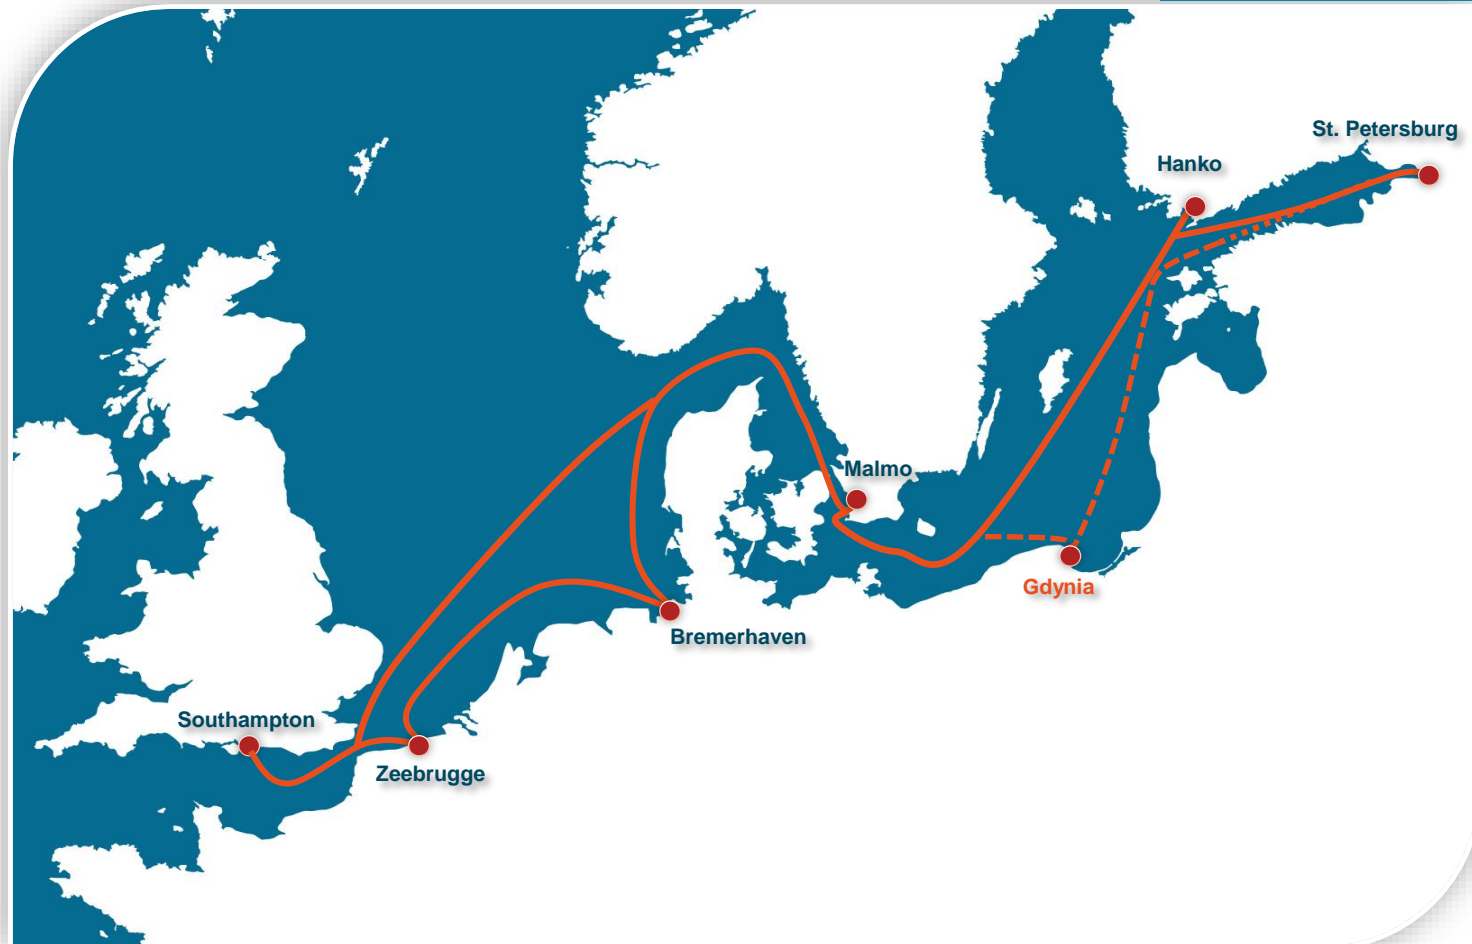 St. Petersburg
Hanko
Malmo
Gdynia
Bremerhaven
Southampton
Zeebrugge